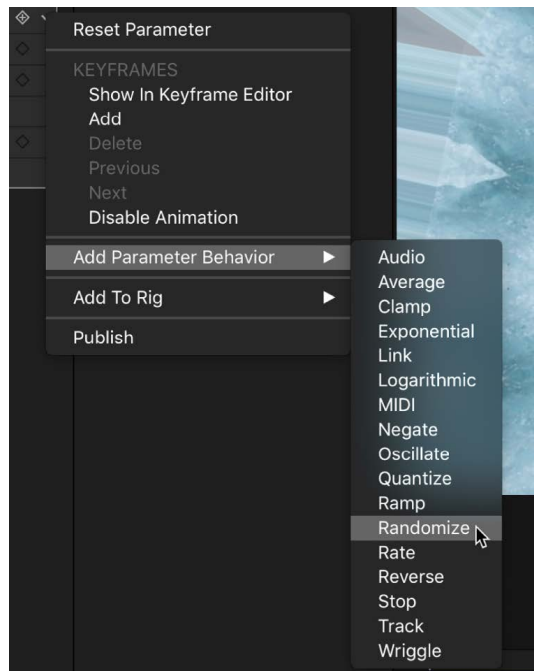 Reset Parameter
KEYFRAMES
Show In Keyframe Editor
Add
Delete
Previous
Next
Disable Animation
Add Parameter Behavior
Add To Rig
Publish
Audio
Average
Clamp
Exponential
Link
Logarithmic
MIDI
Negate
Oscillate
Quantize
Ramp
Randomize
Rate
Reverse
Stop
Track
Wriggle